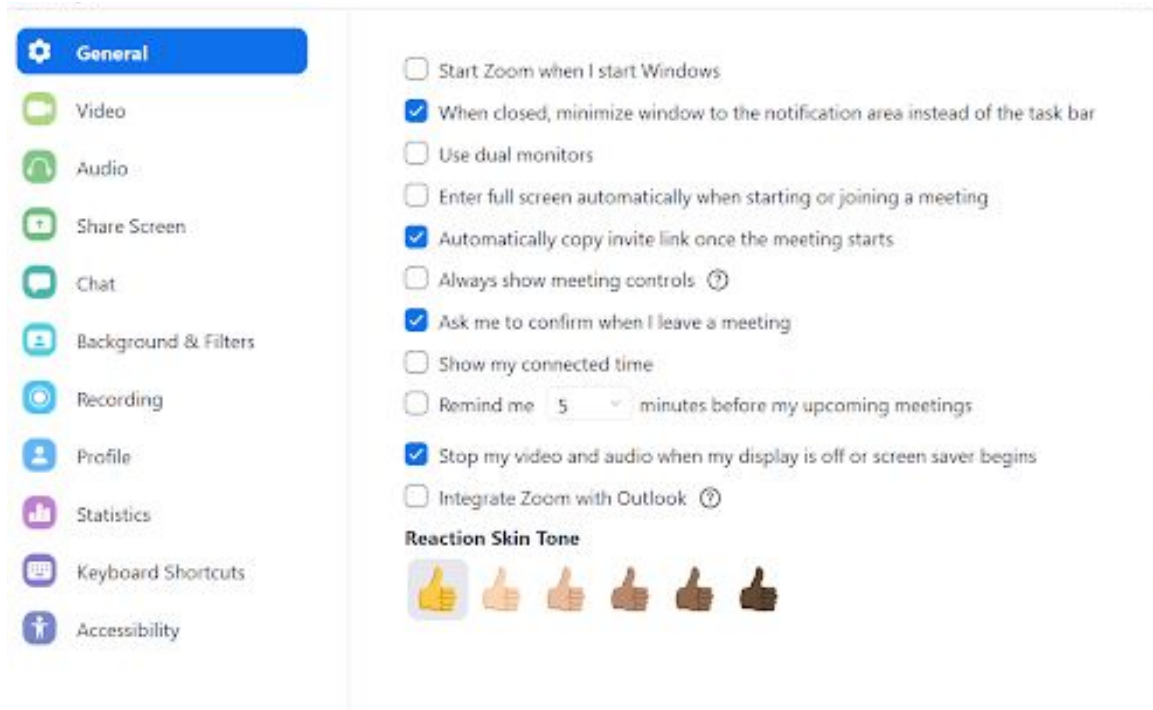 General
Video
Audio
Share Screen
Chat
Background & Filters
Recording
Profile
Statistics
Keyboard Shortcuts
Accessibility
Start Zoom when I start Windows
When closed, minimize window to the notification area instead of the task bar
Use dual monitors
Enter full screen automatically when starting or joining a meeting
Automatically copy invite link once the meeting starts
Always show meeting controls ?
Ask me to confirm when I leave a meeting
Show my connected time
Remind me 5 minutes before my upcoming meetings
Stop my video and audio when my display is off or screen saver begins
Integrate Zoom with Outlook ?
Reaction Skin Tone